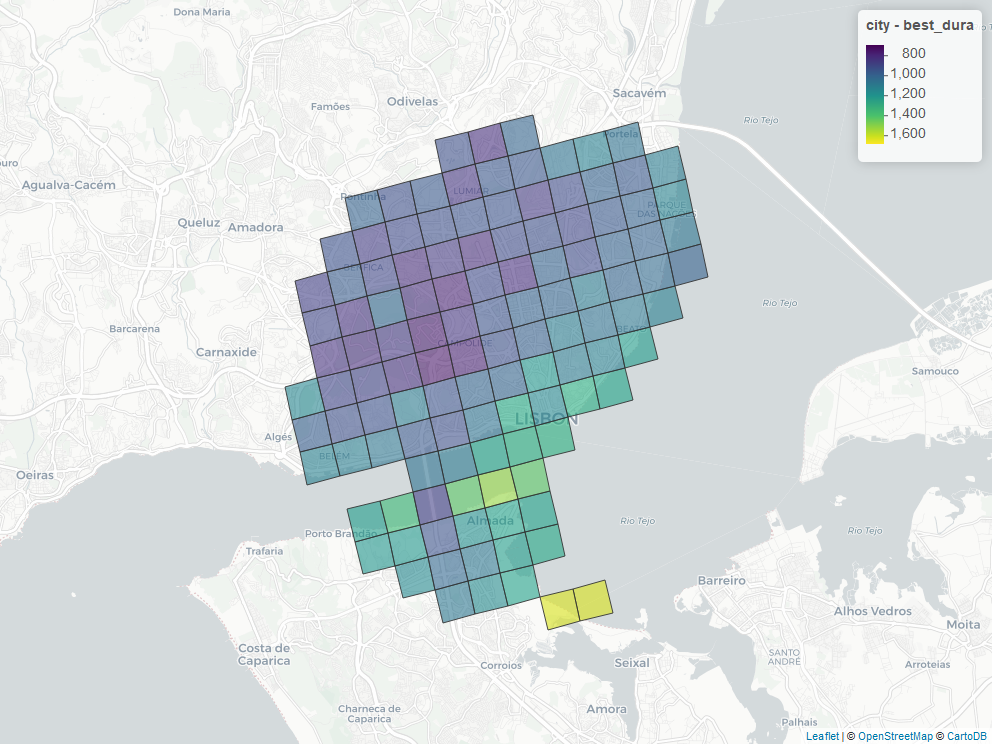 Dona Maria
city - best_dura
800
1,000
1,200
1,400
1,600
Sacavém
Odivelas
Famões
Rio Tejo
Portela
Agualva-Cacém
LUMIAR
Pontinha
PARQUE
DAS NAÇÕES
Queluz
Amadora
BENFICA
Rio Tejo
Barcarena
BEATO
CAMPOLIDE
Carnaxide
Samouco
LISBON
Algés
BELÉM
Oeiras
Almada
Rio Tejo
Rio Tejo
Porto Brandão
Trafaria
Barreiro
Alhos Vedros
Moita
Costa de
Caparica
SANTO
ANDRÉ
Corroios
Seixal
Arroteias
Charneca de
Caparica
Amora
Palhais
Leaflet | © OpenStreetMap © CartoDB